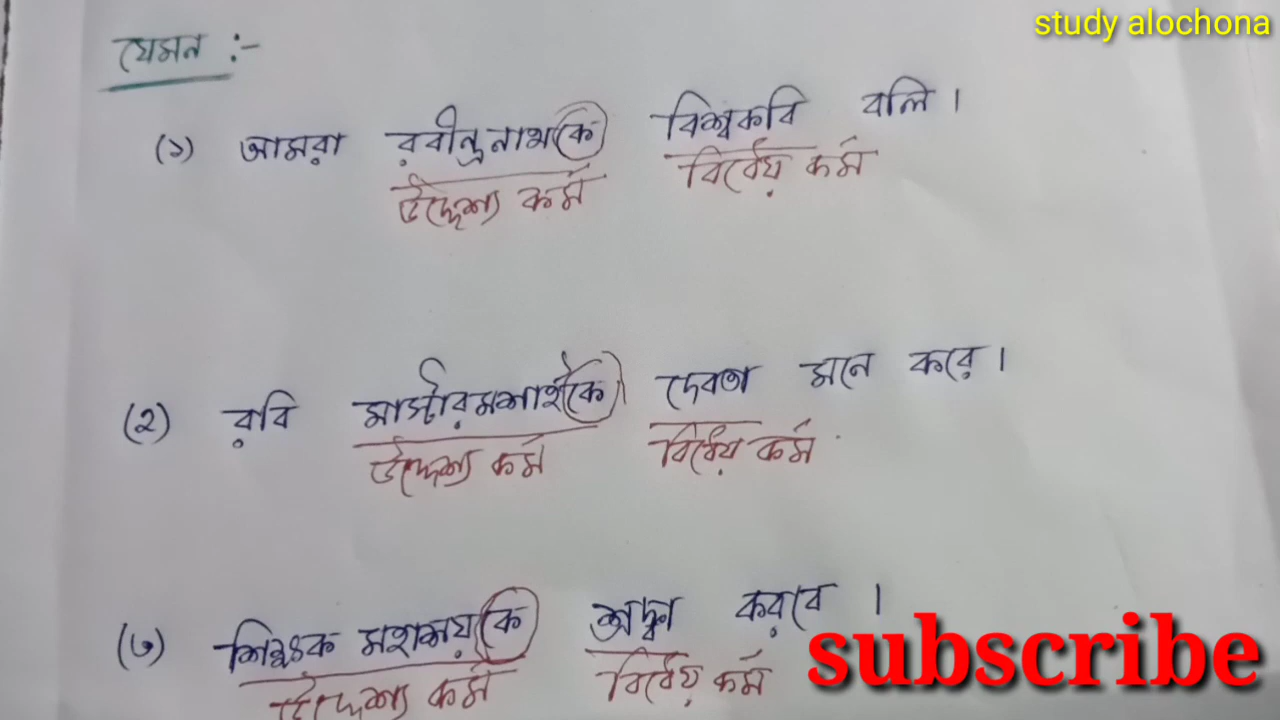 study alochona
যেমন :-
(১) আমরা রবীন্দ্রনাথকে বিশ্বকবি বলি।
উদ্দেশ্য কর্ম বিধেয় কর্ম
(২) রবি মাস্টারমশাইকে দেবতা মনে করে।
উদ্দেশ্য কর্ম বিধেয় কর্ম
(৩) শিক্ষক মহাশয়কে শ্রদ্ধা করবে।
উদ্দেশ্য কর্ম বিধেয় কর্ম
subscribe